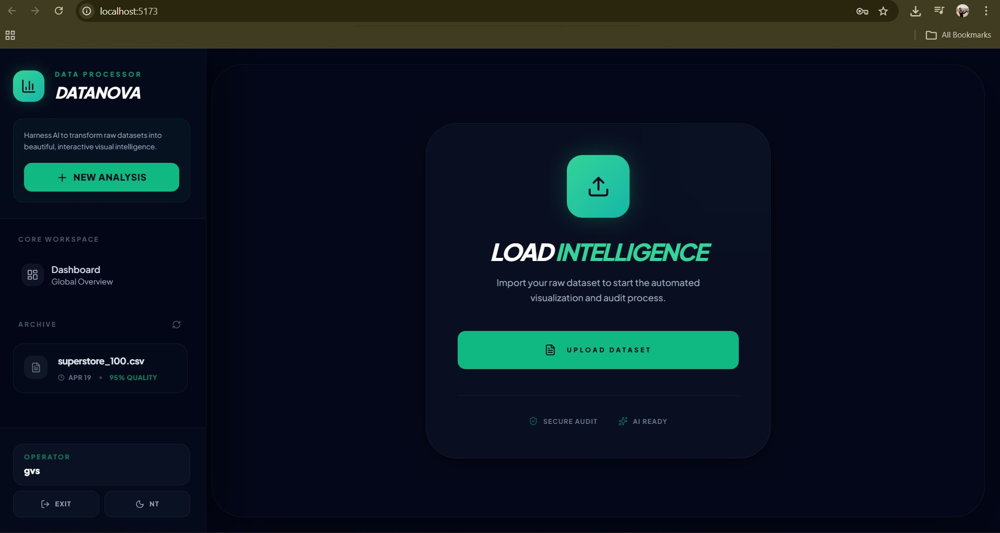 localhost:5173
All Bookmarks
DATA PROCESSOR
DATANOVA
Harness AI to transform raw datasets into
beautiful, interactive visual intelligence.
NEW ANALYSIS
CORE WORKSPACE
Dashboard
Global Overview
ARCHIVE
superstore_100.csv
APR 19 • 95% QUALITY
OPERATOR
gvs
EXIT
NT
LOAD INTELLIGENCE
Import your raw dataset to start the automated
visualization and audit process.
UPLOAD DATASET
SECURE AUDIT
AI READY